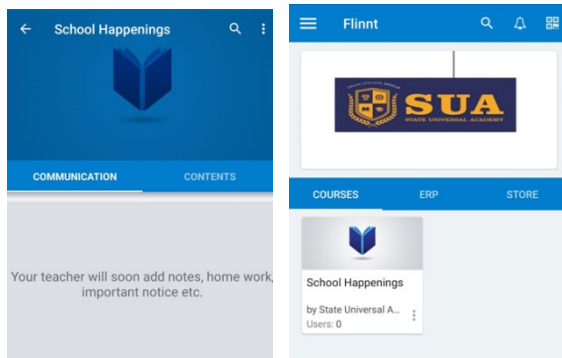 School Happenings
COMMUNICATION
CONTENTS
Your teacher will soon add notes, home work,
important notice etc.
Flinnt
SUA
STATE UNIVERSAL ACADEMY
COURSES
ERP
STORE
School Happenings
by State Universal A...
Users: 0